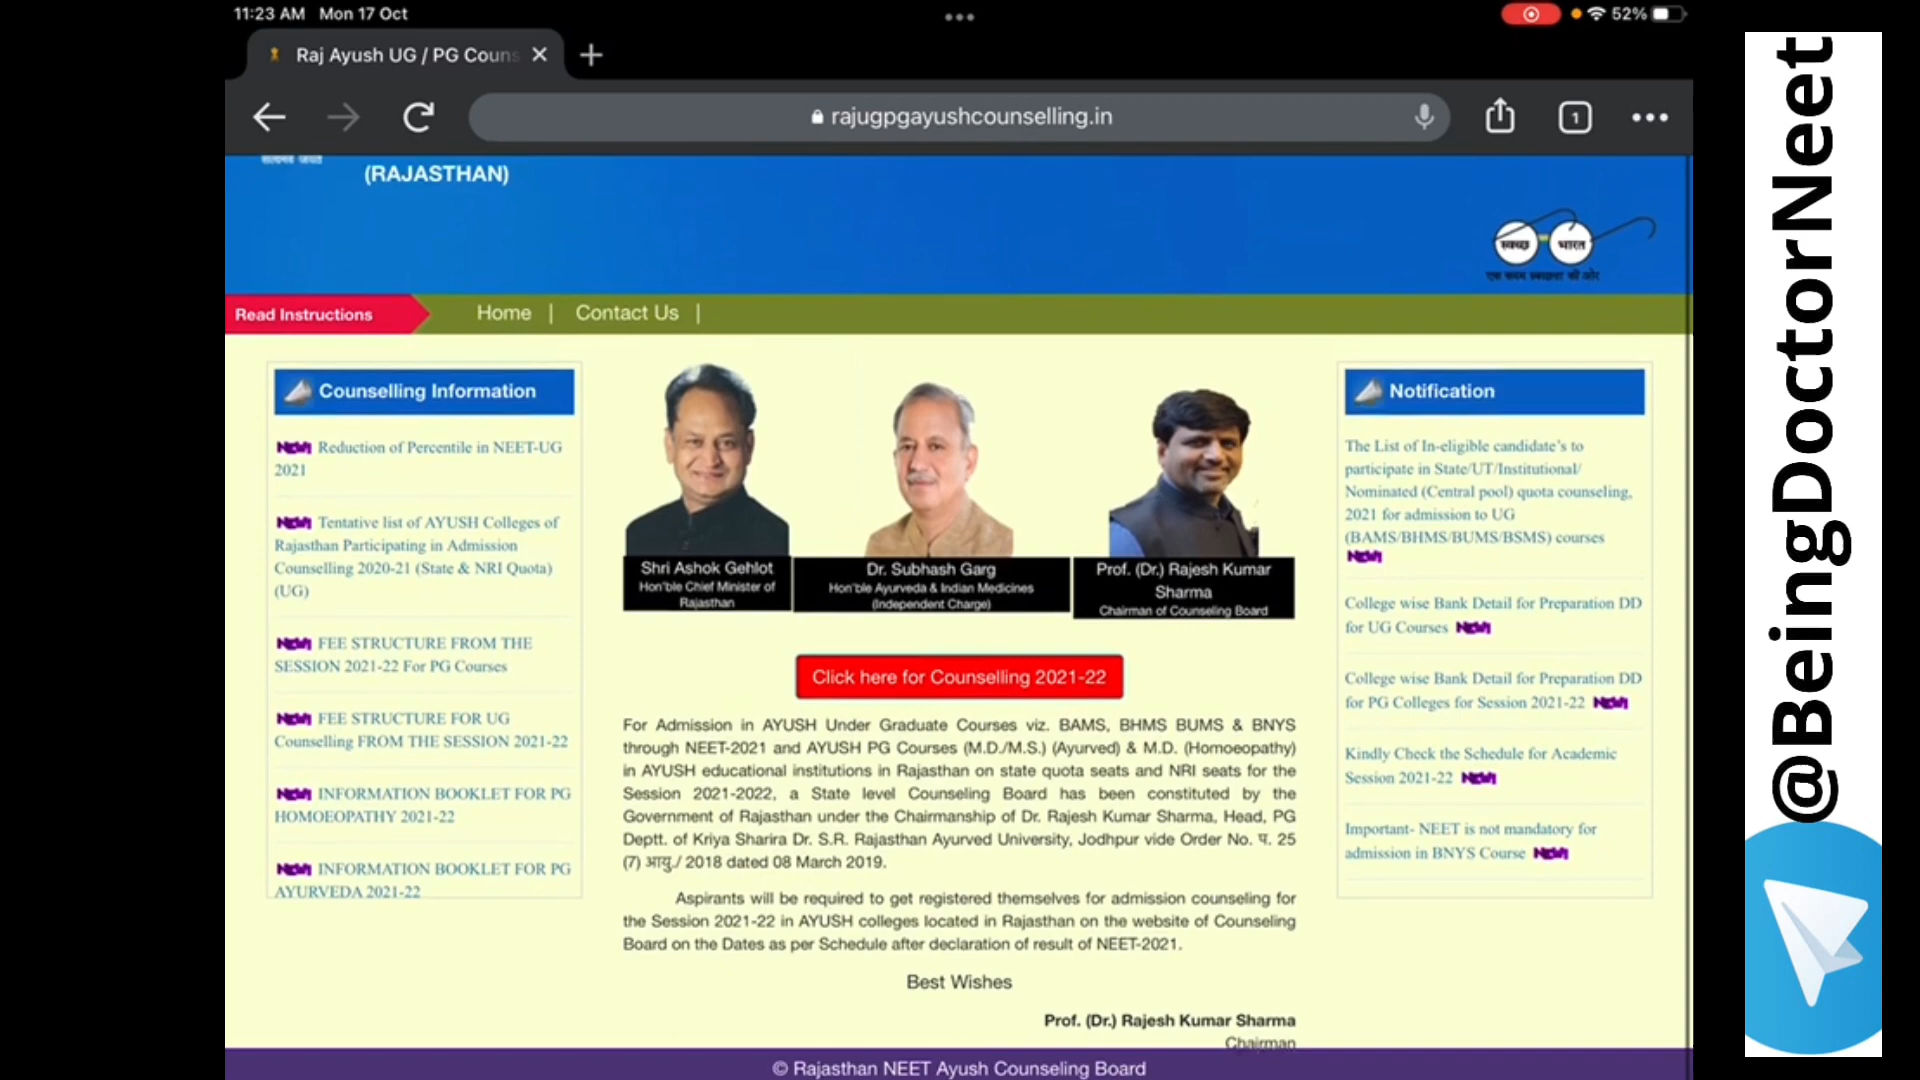 11:23 AM Mon 17 Oct
52%
Raj Ayush UG / PG Couns
rajugpgayushcounselling.in
1
(RAJASTHAN)
स्वच्छ भारत
Read Instructions
Home |
Contact Us |
Counselling Information
NEW! Reduction of Percentile in NEET-UG
2021
NEW! Tentative list of AYUSH Colleges of
Rajasthan Participating in Admission
Counselling 2020-21 (State & NRI Quota)
(UG)
NEW! FEE STRUCTURE FROM THE
SESSION 2021-22 For PG Courses
NEW! FEE STRUCTURE FOR UG
Counselling FROM THE SESSION 2021-22
NEW! INFORMATION BOOKLET FOR PG
HOMOEOPATHY 2021-22
NEW! INFORMATION BOOKLET FOR PG
AYURVEDA 2021-22
Shri Ashok Gehlot
Hon'ble Chief Minister of
Rajasthan
Dr. Subhash Garg
Hon'ble Ayurveda & Indian Medicines
(Independent Charge)
Prof. (Dr.) Rajesh Kumar
Sharma
Chairman of Counseling Board
Click here for Counselling 2021-22
For Admission in AYUSH Under Graduate Courses viz. BAMS, BHMS BUMS & BNYS
through NEET-2021 and AYUSH PG Courses (M.D./M.S.) (Ayurved) & M.D. (Homoeopathy)
in AYUSH educational institutions in Rajasthan on state quota seats and NRI seats for the
Session 2021-2022, a State level Counseling Board has been constituted by the
Government of Rajasthan under the Chairmanship of Dr. Rajesh Kumar Sharma, Head, PG
Deptt. of Kriya Sharira Dr. S.R. Rajasthan Ayurved University, Jodhpur vide Order No. प. 25
(7) आयु./ 2018 dated 08 March 2019.
Aspirants will be required to get registered themselves for admission counseling for
the Session 2021-22 in AYUSH colleges located in Rajasthan on the website of Counseling
Board on the Dates as per Schedule after declaration of result of NEET-2021.
Best Wishes
Prof. (Dr.) Rajesh Kumar Sharma
Chairman
Notification
The List of In-eligible candidate's to
participate in State/UT/Institutional/
Nominated (Central pool) quota counseling,
2021 for admission to UG
(BAMS/BHMS/BUMS/BSMS) courses
NEW!
College wise Bank Detail for Preparation DD
for UG Courses NEW!
College wise Bank Detail for Preparation DD
for PG Colleges for Session 2021-22 NEW!
Kindly Check the Schedule for Academic
Session 2021-22 NEW!
Important- NEET is not mandatory for
admission in BNYS Course NEW!
© Rajasthan NEET Ayush Counseling Board
@BeingDoctorNeet